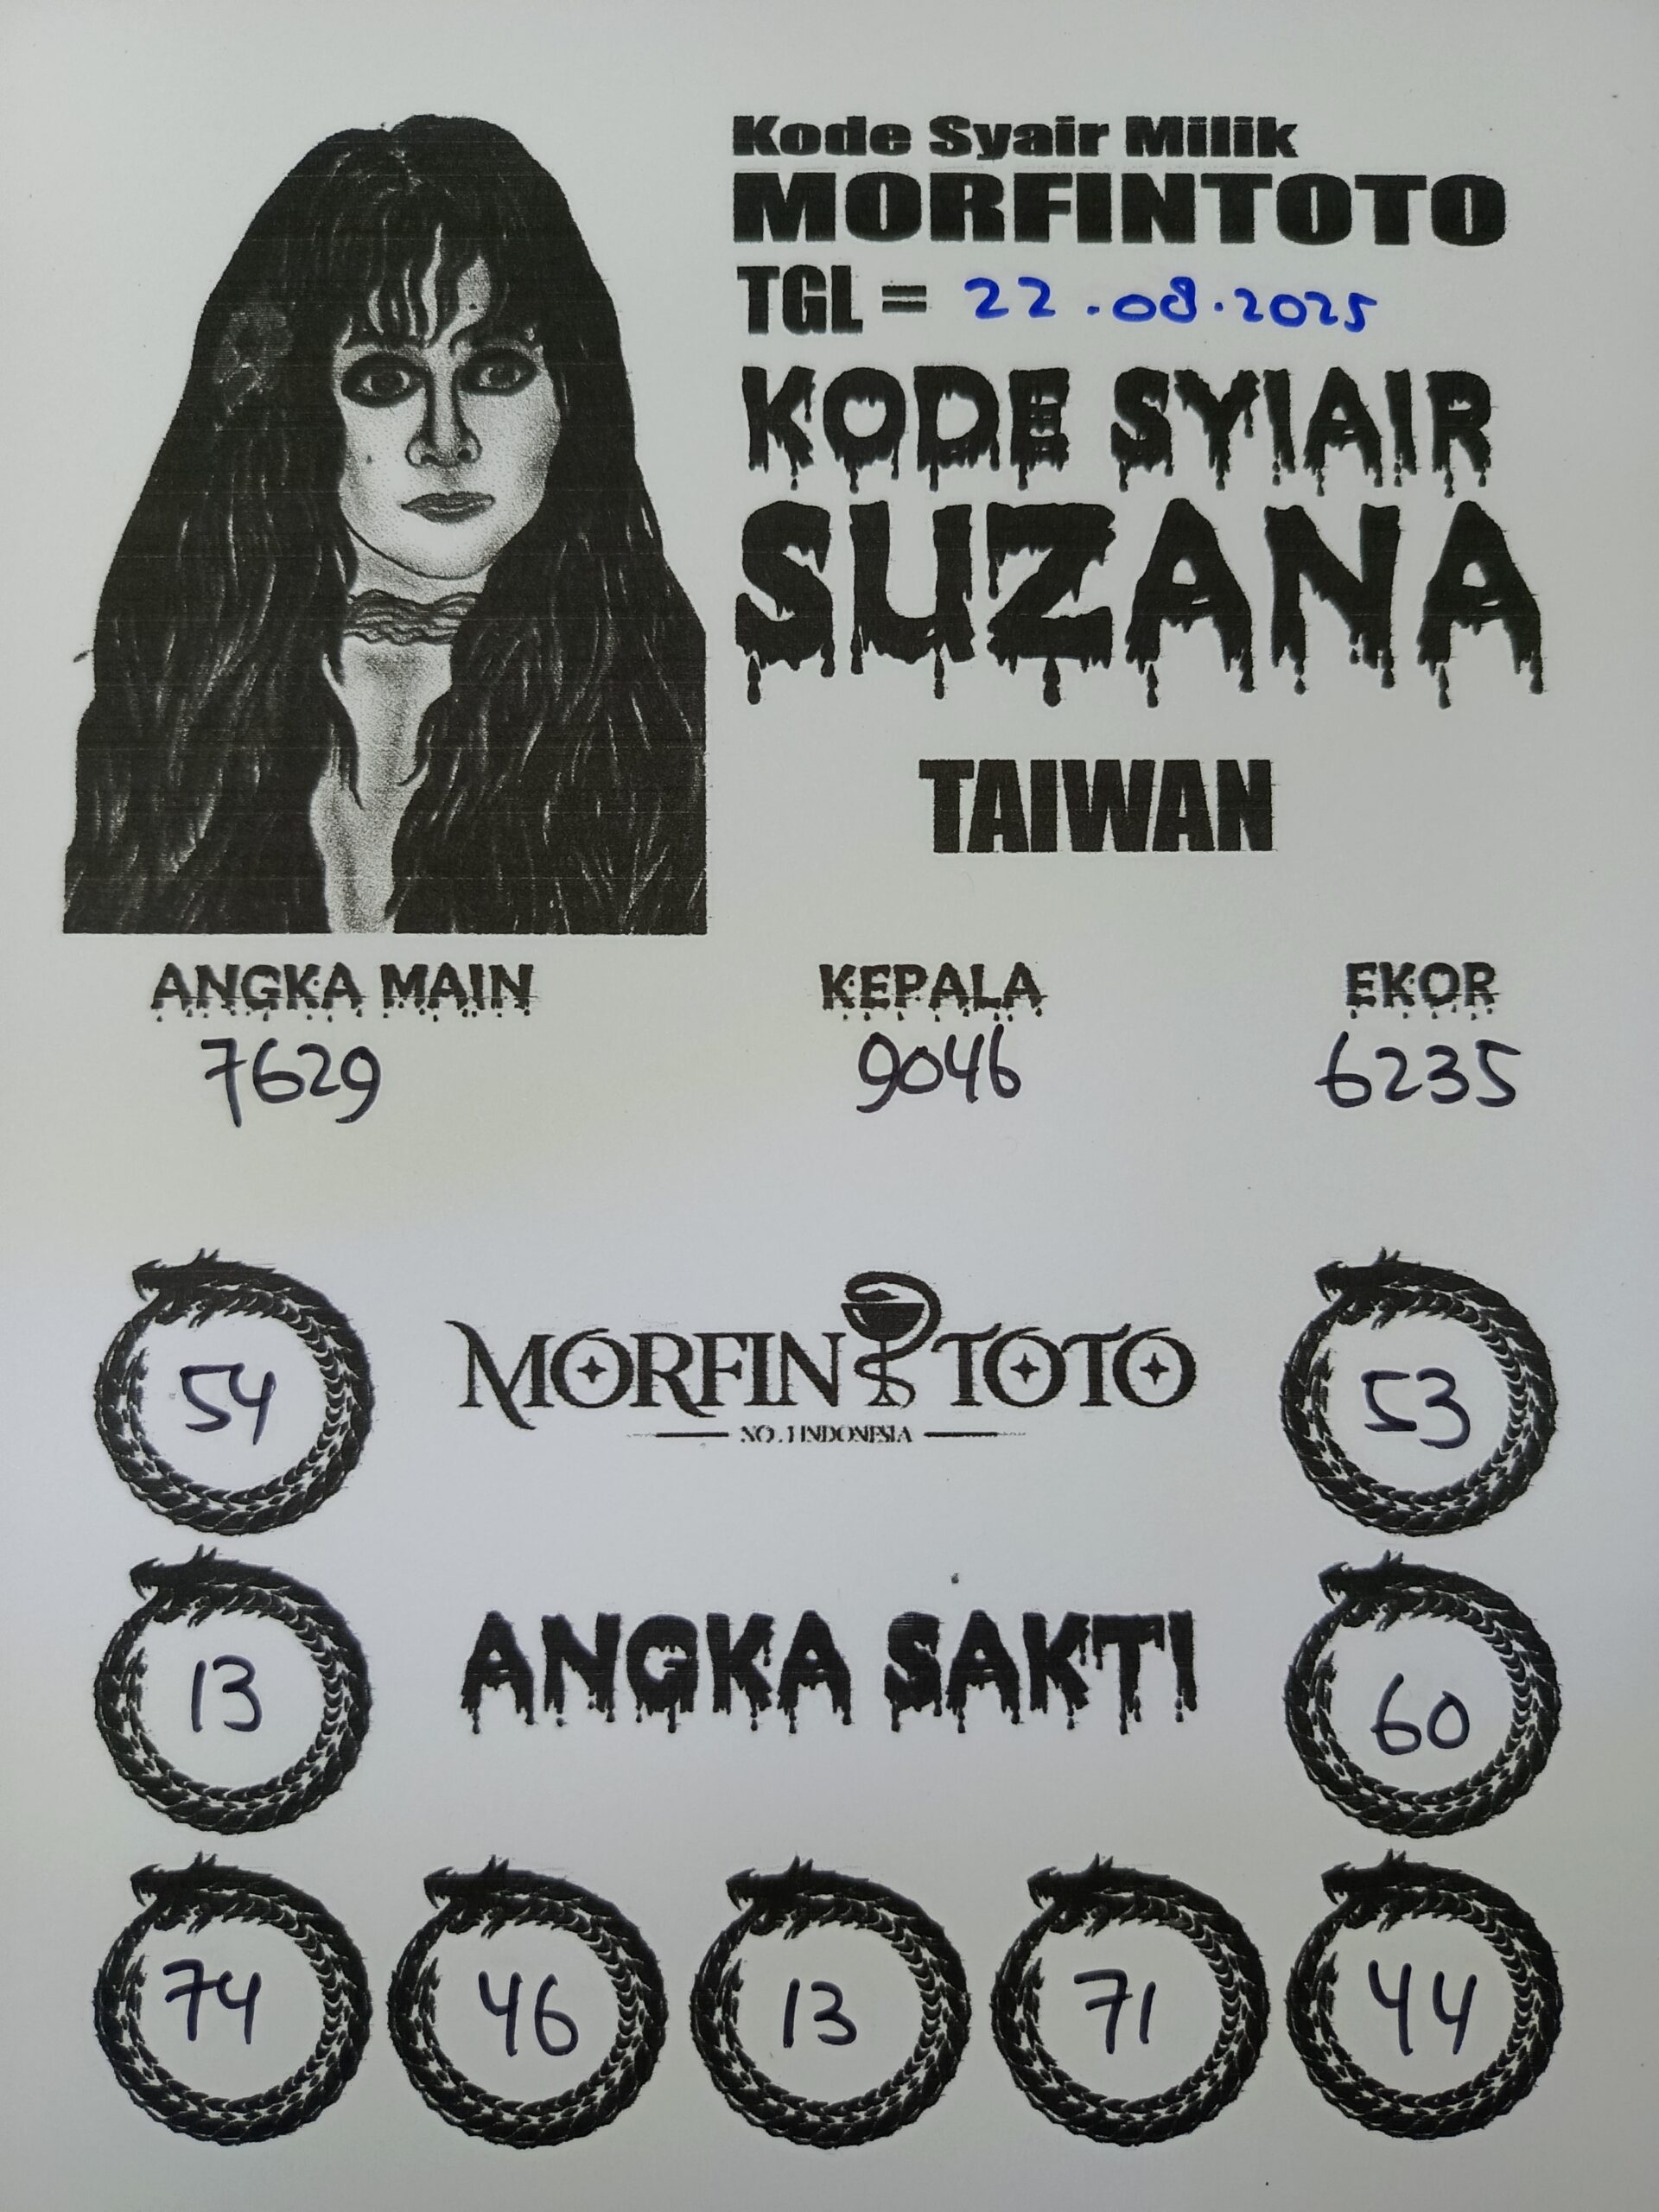 Kode Syair Milik
MORFINTOTO
TGL = 22.08.2025
KODE SYIAIR
SUZANA
TAIWAN
ANGKA MAIN KEPALA EKOR
7629 9046 6235
54 MORFIN TOTO 53
NO.1 INDONESIA
13 ANGKA SAKTI 60
74 46 13 71 44